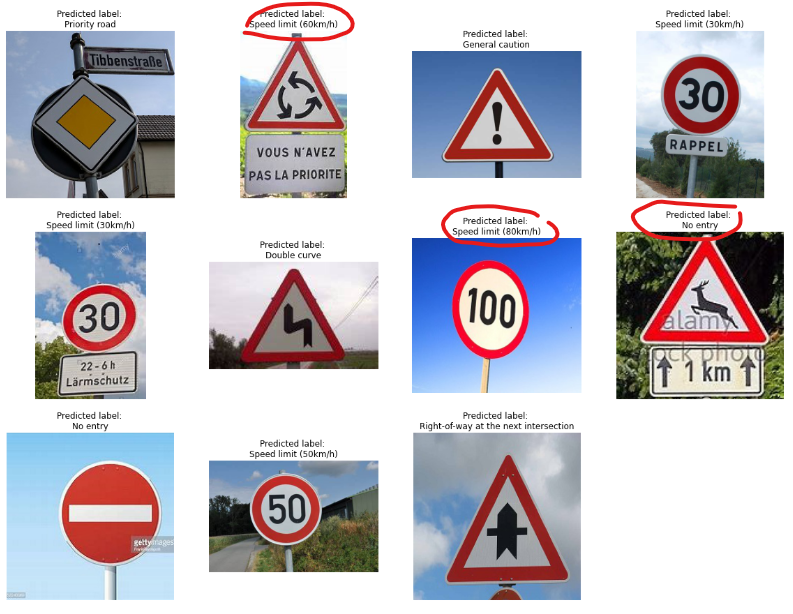 Predicted label:
Priority road
Tibbenstraße
Predicted label:
Speed limit (60km/h)
VOUS N'AVEZ
PAS LA PRIORITE
Predicted label:
General caution
!
Predicted label:
Speed limit (30km/h)
30
RAPPEL
Predicted label:
Speed limit (30km/h)
30
22-6h
Lärmschutz
Predicted label:
Double curve
Predicted label:
Speed limit (80km/h)
100
Predicted label:
No entry
alamy
stock photo
1 km
Predicted label:
No entry
gettyimages
Predicted label:
Speed limit (50km/h)
50
Predicted label:
Right-of-way at the next intersection